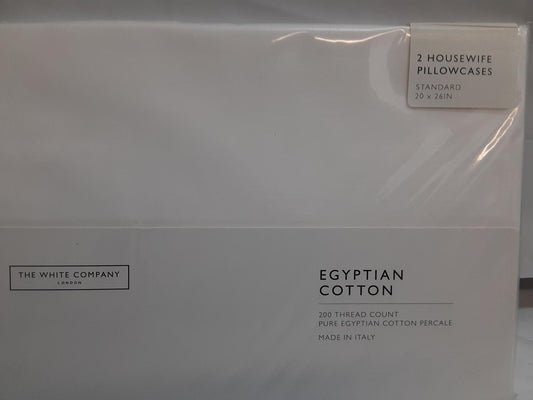 2 HOUSEWIFE
PILLOWCASES
STANDARD
20 x 26IN
THE WHITE COMPANY
LONDON
EGYPTIAN
COTTON
200 THREAD COUNT
PURE EGYPTIAN COTTON PERCALE
MADE IN ITALY